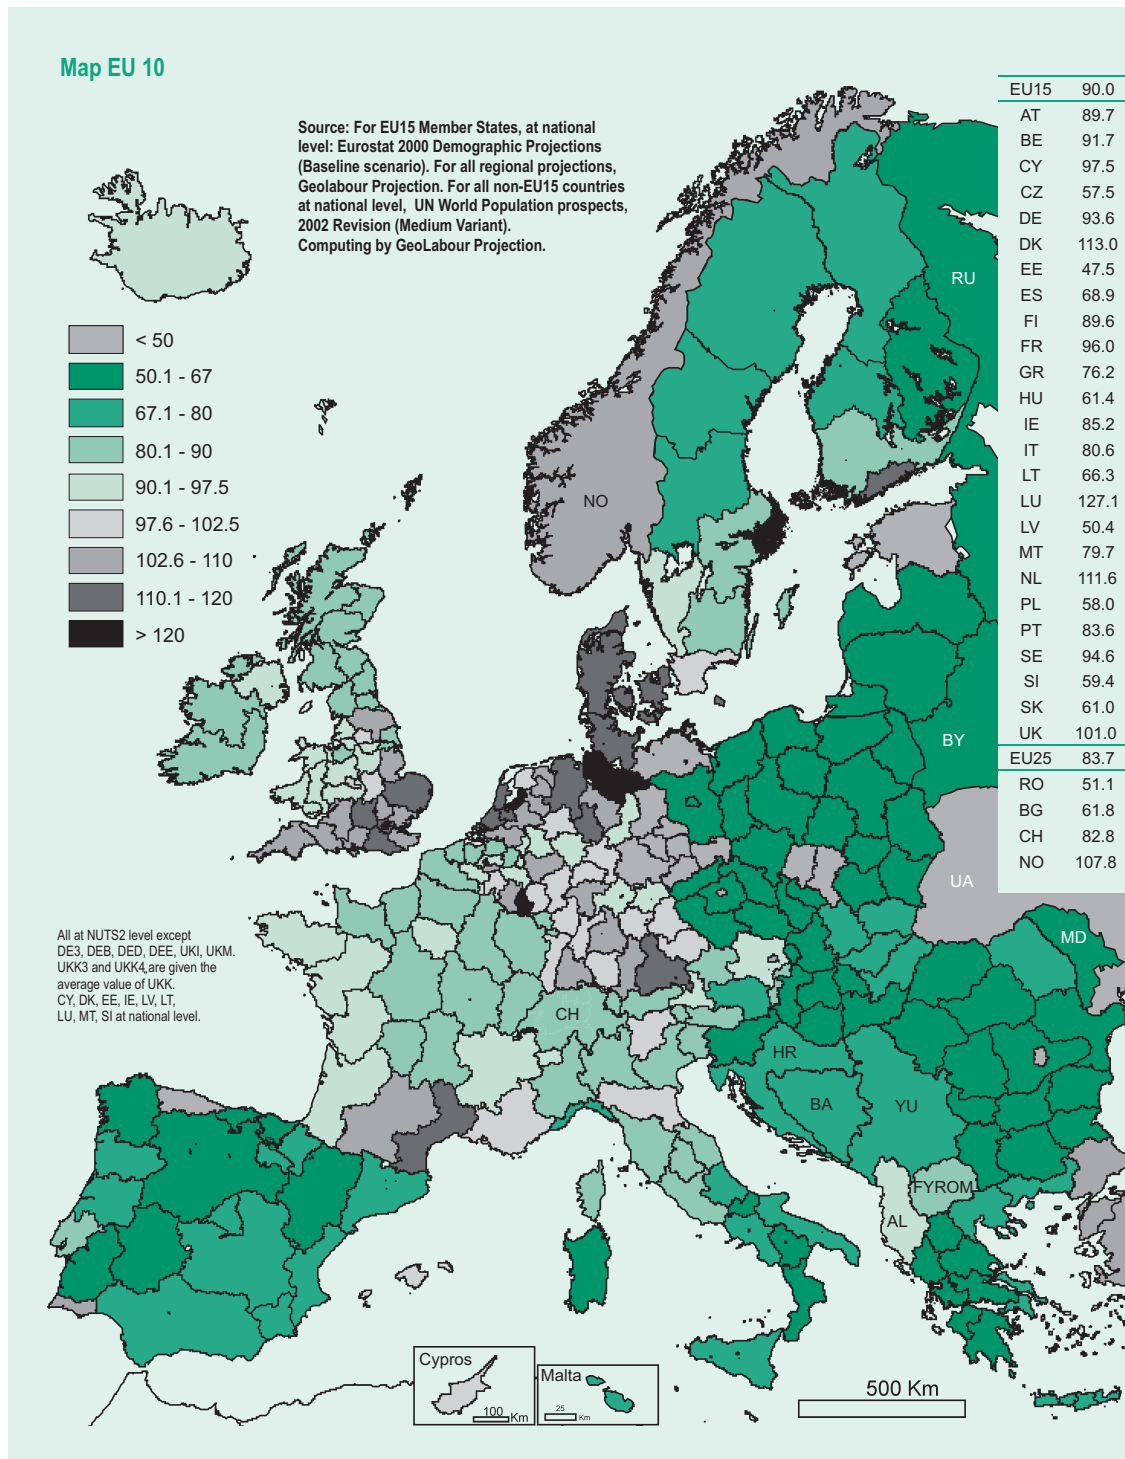 Map EU 10
Source: For EU15 Member States, at national
level: Eurostat 2000 Demographic Projections
(Baseline scenario). For all regional projections,
Geolabour Projection. For all non-EU15 countries
at national level, UN World Population prospects,
2002 Revision (Medium Variant).
Computing by GeoLabour Projection.
< 50
50.1 - 67
67.1 - 80
80.1 - 90
90.1 - 97.5
97.6 - 102.5
102.6 - 110
110.1 - 120
> 120
All at NUTS2 level except
DE3, DEB, DED, DEE, UKI, UKM.
UKK3 and UKK4,are given the
average value of UKK.
CY, DK, EE, IE, LV, LT,
LU, MT, SI at national level.
EU15 90.0
AT 89.7
BE 91.7
CY 97.5
CZ 57.5
DE 93.6
DK 113.0
EE 47.5
ES 68.9
FI 89.6
FR 96.0
GR 76.2
HU 61.4
IE 85.2
IT 80.6
LT 66.3
LU 127.1
LV 50.4
MT 79.7
NL 111.6
PL 58.0
PT 83.6
SE 94.6
SI 59.4
SK 61.0
UK 101.0
EU25 83.7
RO 51.1
BG 61.8
CH 82.8
NO 107.8
RU
NO
BY
UA
MD
CH
HR
BA
YU
FYROM
AL
Cypros
100 Km
Malta
25
Km
500 Km